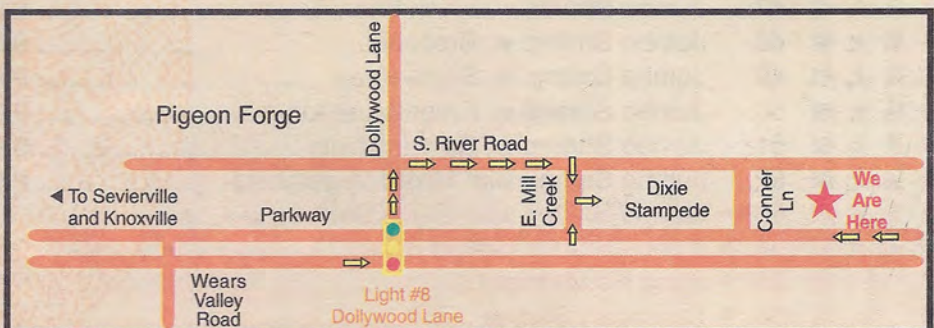 Dollywood Lane
Pigeon Forge
S. River Road
◄ To Sevierville
and Knoxville
Parkway
E. Mill
Creek
Dixie
Stampede
Conner
Ln
We
Are
Here
Wears
Valley
Road
Light #8
Dollywood Lane